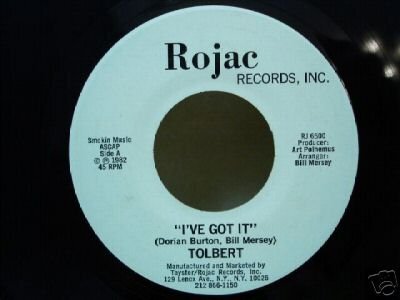 Rojac
RECORDS, INC.
Smokin Music
ASCAP
Side A
© ℗ 1982
45 RPM
RJ 6500
Producer:
Art Polhemus
Arranger:
Bill Mersey
"I'VE GOT IT"
(Dorian Burton, Bill Mersey)
TOLBERT
Manufactured and Marketed by
Tayster/Rojac Records, Inc.
129 Lenox Ave., N.Y., N.Y. 10026
212 866-1150